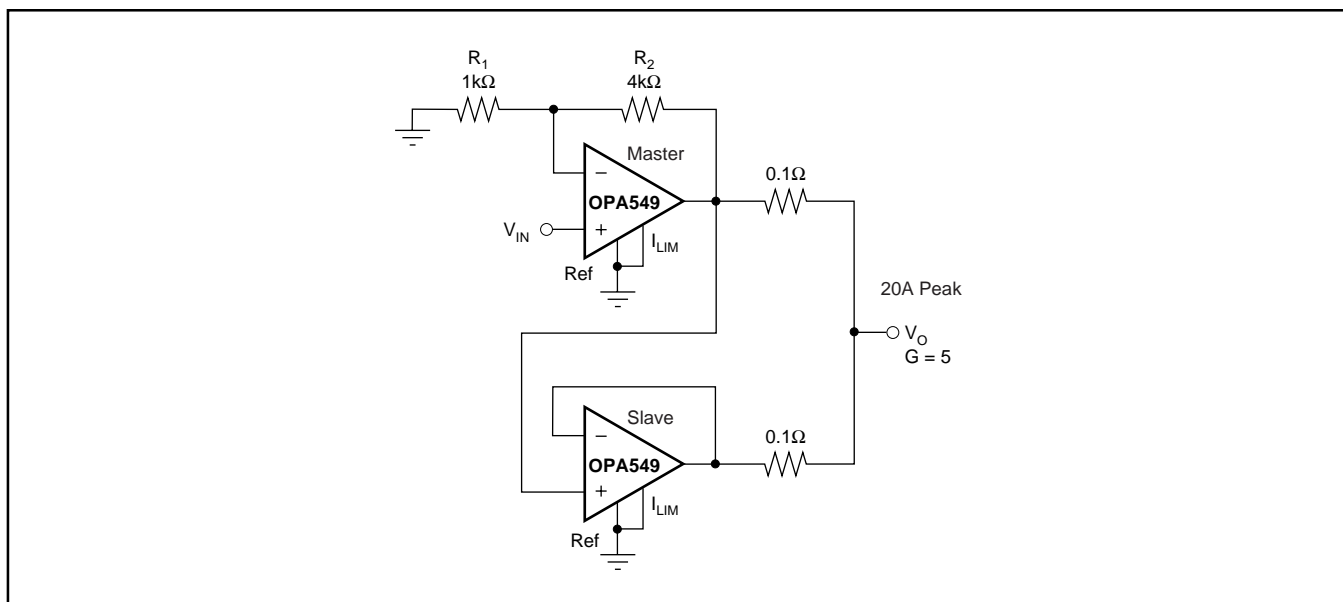 R1
1kΩ
R2
4kΩ
Master
−
OPA549
+
VIN
ILIM
Ref
0.1Ω
20A Peak
VO
G = 5
Slave
−
OPA549
+
ILIM
Ref
0.1Ω